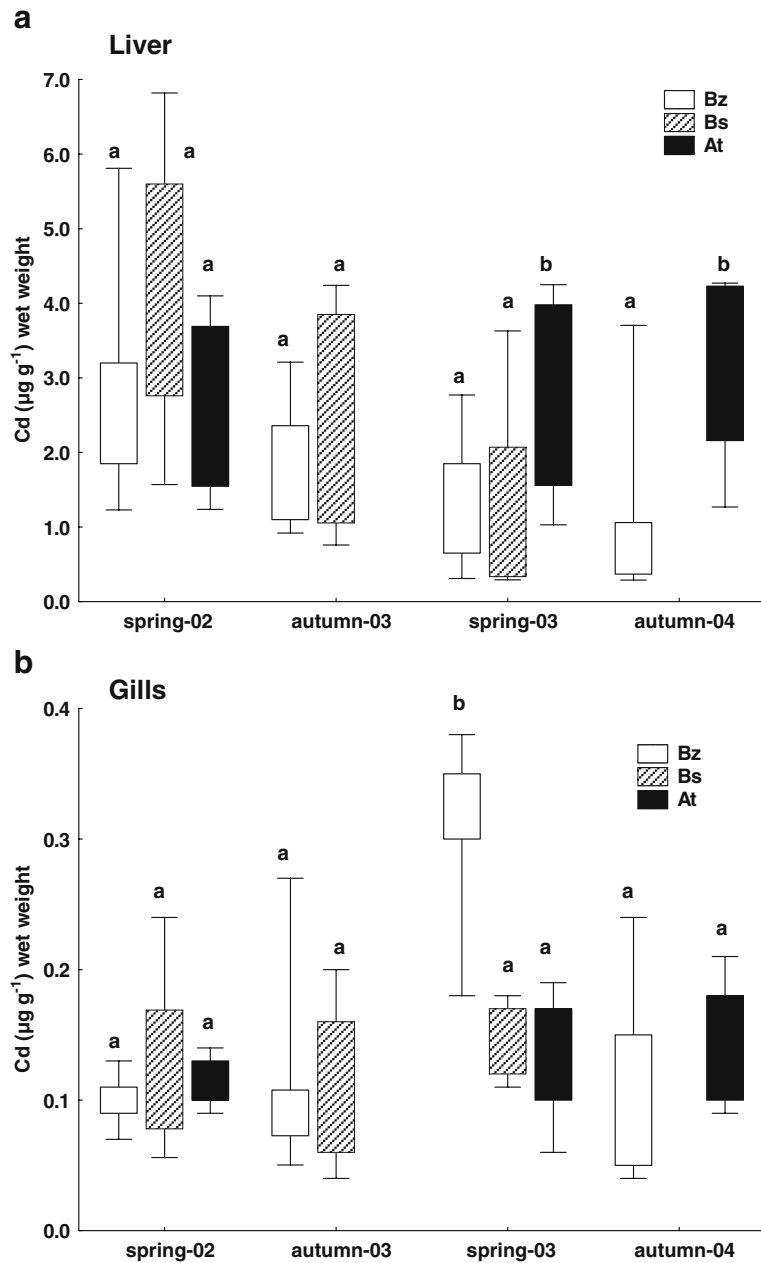 a
Liver
7.0
6.0
5.0
4.0
3.0
2.0
1.0
0.0
Cd (µg g⁻¹) wet weight
Bz
Bs
At
a
a
a
a
a
a
a
b
a
b
spring-02
autumn-03
spring-03
autumn-04
b
Gills
0.4
0.3
0.2
0.1
0.0
Cd (µg g⁻¹) wet weight
Bz
Bs
At
a
a
a
a
a
b
a
a
a
a
spring-02
autumn-03
spring-03
autumn-04